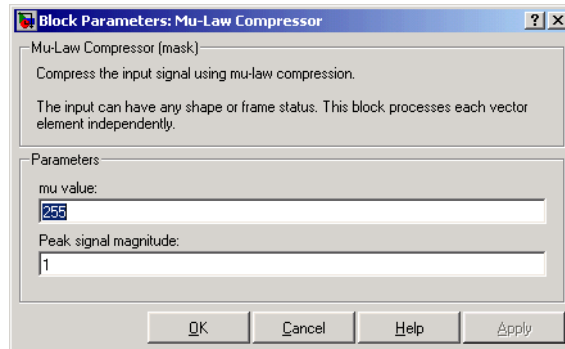 Block Parameters: Mu-Law Compressor
Mu-Law Compressor (mask)
Compress the input signal using mu-law compression.
The input can have any shape or frame status. This block processes each vector
element independently.
Parameters
mu value:
255
Peak signal magnitude:
1
OK Cancel Help Apply